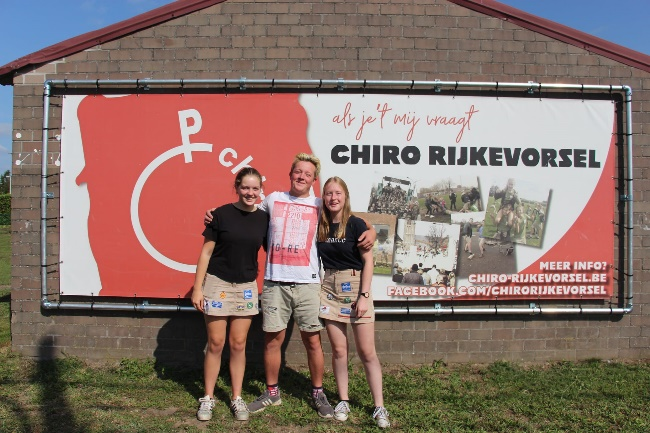 als je't mij vraagt
CHIRO RIJKEVORSEL
MEER INFO?
CHIRO-RIJKEVORSEL.BE
FACEBOOK.COM/CHIRORIJKEVORSEL